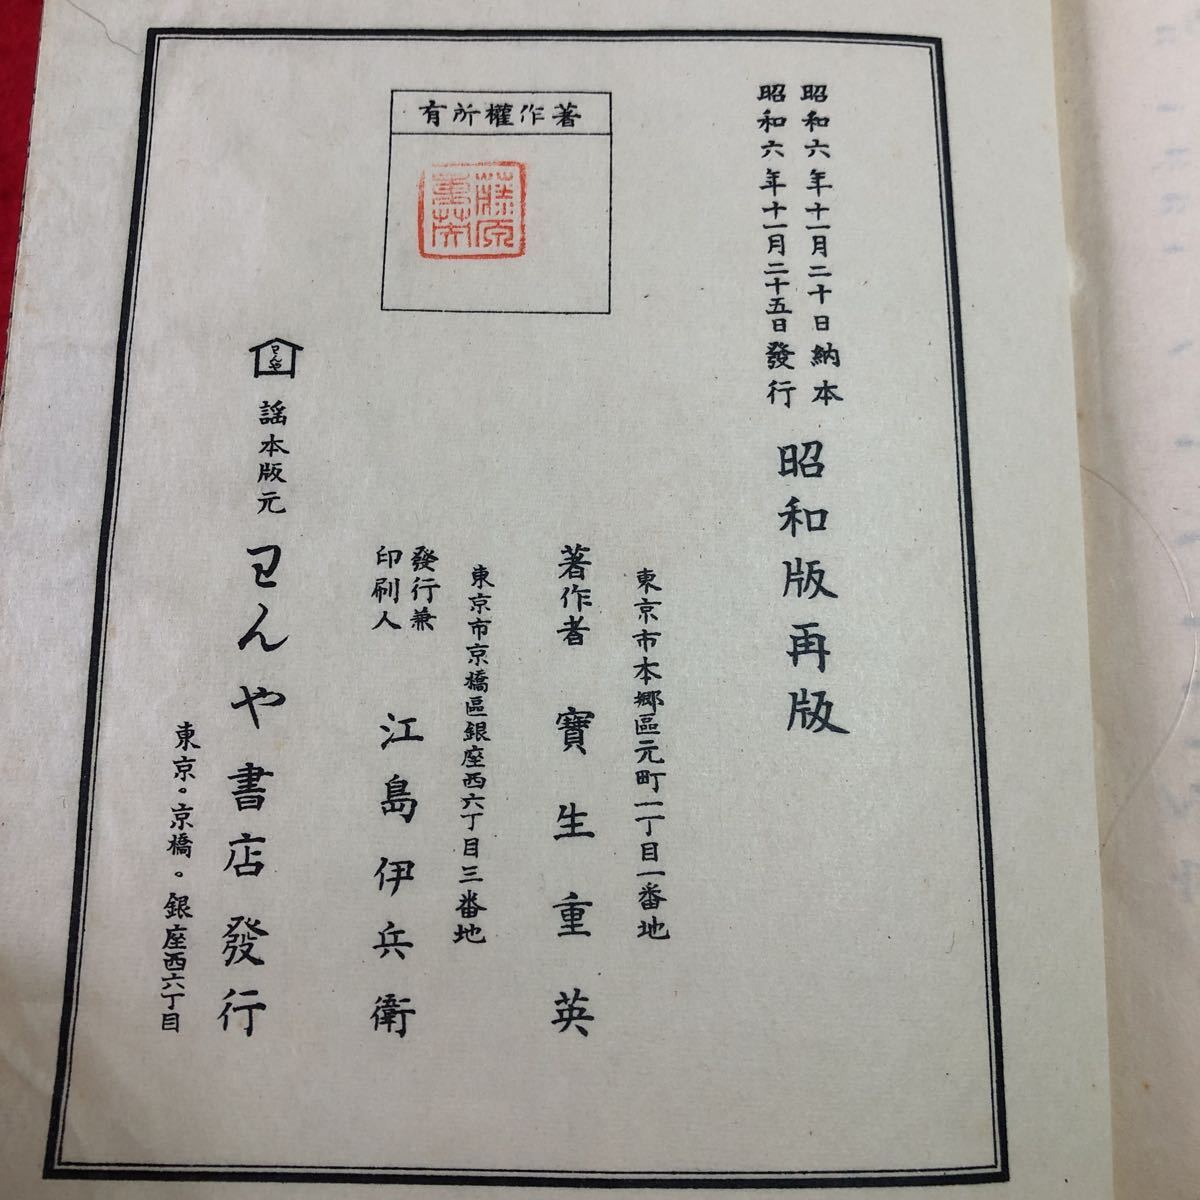 昭和六年十一月二十日納本
昭和六年十一月二十五日發行
昭和版再版
有所權作著
藤原
東京市本郷區元町一丁目一番地
著作者 寶生重英
東京市京橋區銀座西六丁目三番地
發行兼
印刷人
江島伊兵衛
わんや
謡本版元 わんや書店發行
東京。京橋。銀座西六丁目